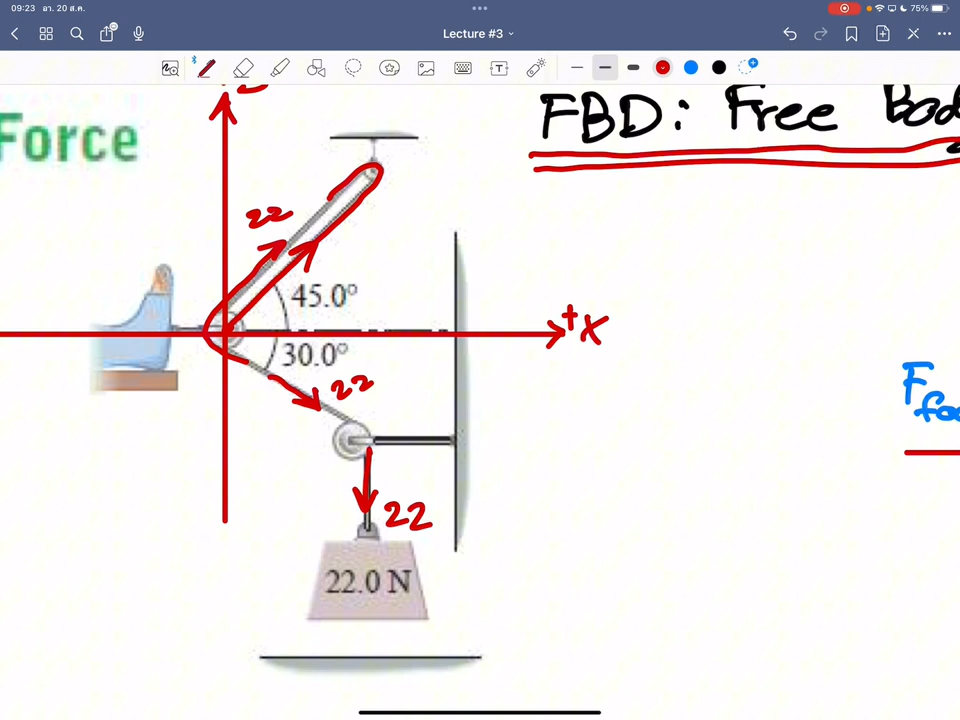 09:23 อา. 20 ส.ค.
75%
Lecture #3
Force
FBD: Free
22
45.0°
+x
30.0°
22
F
22
22.0 N